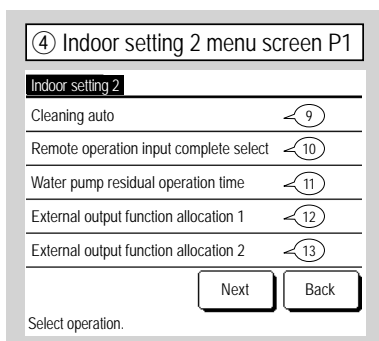 ④ Indoor setting 2 menu screen P1
Indoor setting 2
Cleaning auto 9
Remote operation input complete select 10
Water pump residual operation time 11
External output function allocation 1 12
External output function allocation 2 13
Next Back
Select operation.